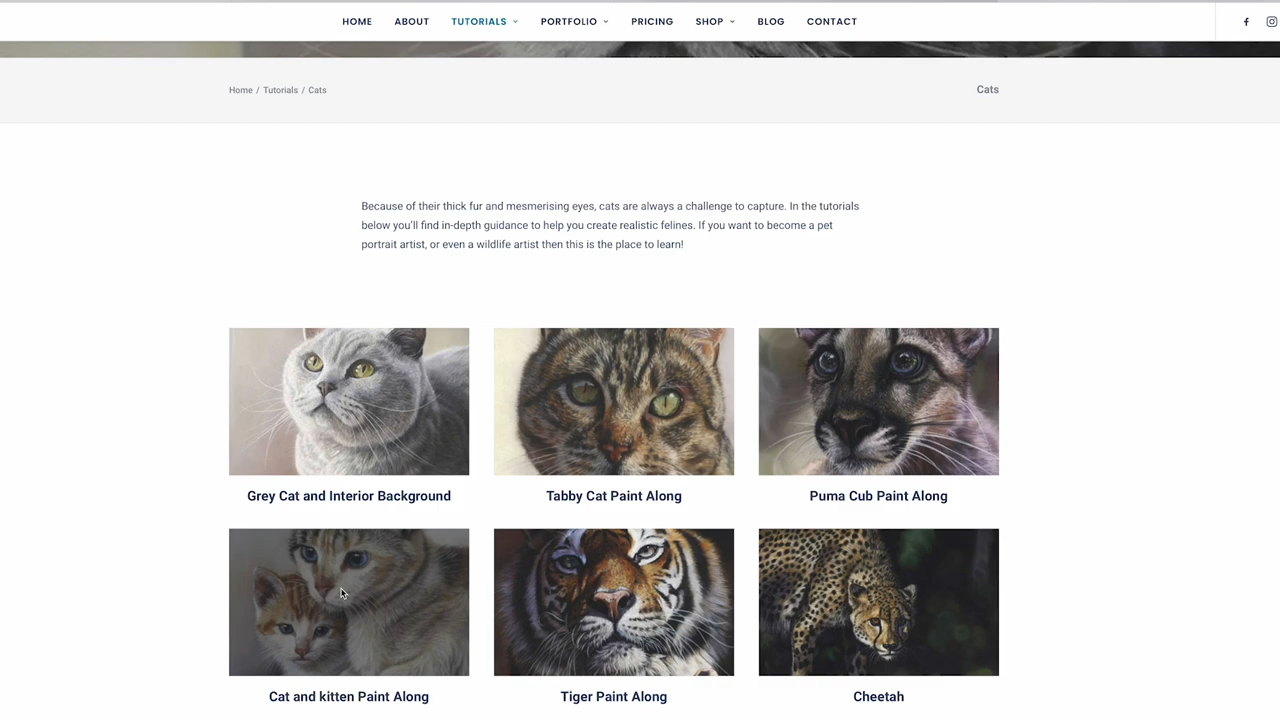 HOME ABOUT TUTORIALS PORTFOLIO PRICING SHOP BLOG CONTACT
Home / Tutorials / Cats
Cats
Because of their thick fur and mesmerising eyes, cats are always a challenge to capture. In the tutorials
below you'll find in-depth guidance to help you create realistic felines. If you want to become a pet
portrait artist, or even a wildlife artist then this is the place to learn!
Grey Cat and Interior Background
Tabby Cat Paint Along
Puma Cub Paint Along
Cat and kitten Paint Along
Tiger Paint Along
Cheetah